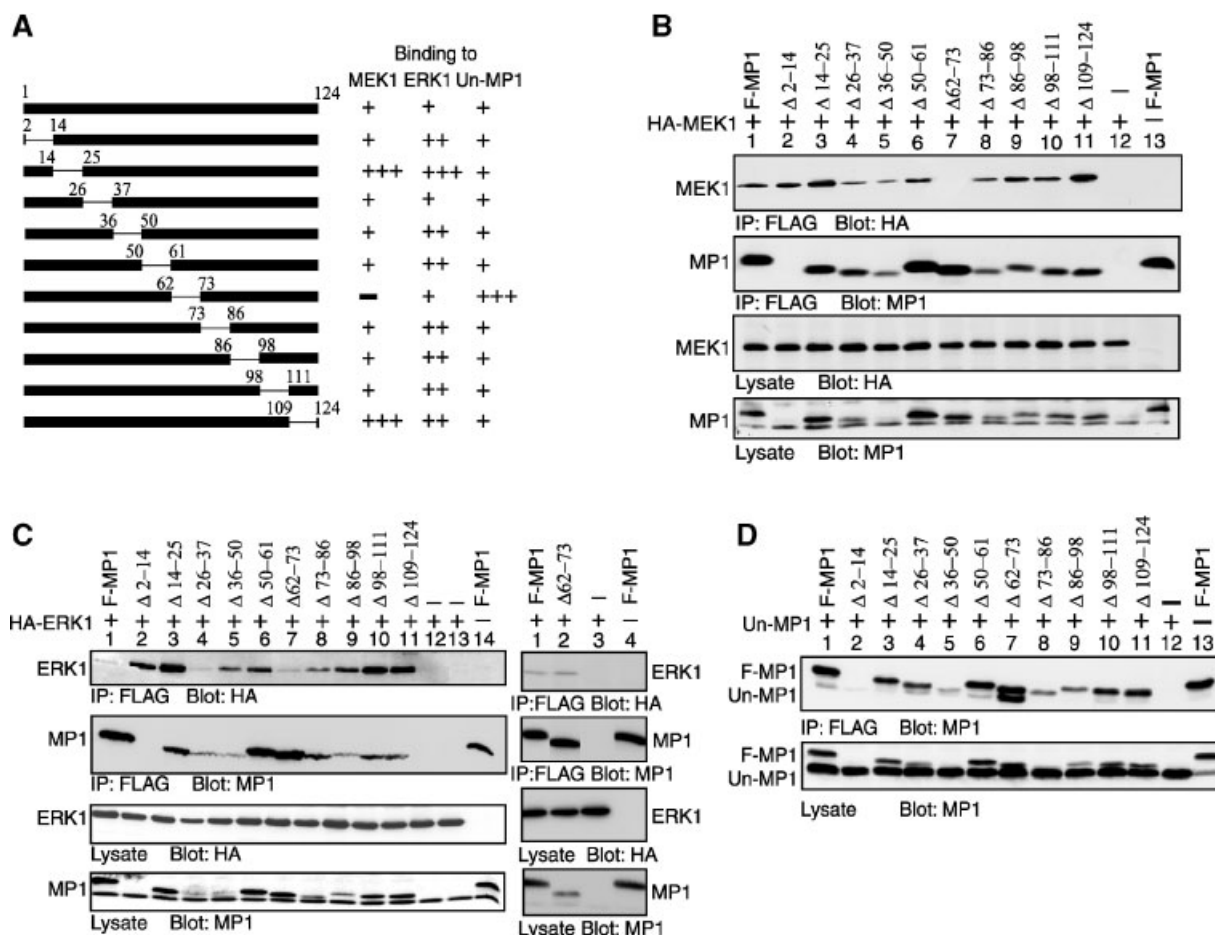 A
Binding to
MEK1 ERK1 Un-MP1
1 124
+ + +
2 14
+ ++ +
14 25
+++ +++ +
26 37
+ + +
36 50
+ ++ +
50 61
+ ++ +
62 73
− + +++
73 86
+ ++ +
86 98
+ ++ +
98 111
+ ++ +
109 124
+++ ++ +
B
F-MP1 Δ 2–14 Δ 14–25 Δ 26–37 Δ 36–50 Δ 50–61 Δ62–73 Δ 73–86 Δ 86–98 Δ 98–111 Δ 109–124 – F-MP1
HA-MEK1 + + + + + + + + + + + + –
1 2 3 4 5 6 7 8 9 10 11 12 13
MEK1
IP: FLAG Blot: HA
MP1
IP: FLAG Blot: MP1
MEK1
Lysate Blot: HA
MP1
Lysate Blot: MP1
C
F-MP1 Δ 2–14 Δ 14–25 Δ 26–37 Δ 36–50 Δ 50–61 Δ62–73 Δ 73–86 Δ 86–98 Δ 98–111 Δ 109–124 – – F-MP1
HA-ERK1 + + + + + + + + + + + + + –
1 2 3 4 5 6 7 8 9 10 11 12 13 14
ERK1
IP: FLAG Blot: HA
MP1
IP: FLAG Blot: MP1
ERK1
Lysate Blot: HA
MP1
Lysate Blot: MP1
F-MP1 Δ62–73 – F-MP1
+ + + –
1 2 3 4
ERK1
IP:FLAG Blot: HA
MP1
IP:FLAG Blot: MP1
ERK1
Lysate Blot: HA
MP1
Lysate Blot: MP1
D
F-MP1 Δ 2–14 Δ 14–25 Δ 26–37 Δ 36–50 Δ 50–61 Δ 62–73 Δ 73–86 Δ 86–98 Δ 98–111 Δ 109–124 – F-MP1
Un-MP1 + + + + + + + + + + + + –
1 2 3 4 5 6 7 8 9 10 11 12 13
F-MP1
Un-MP1
IP: FLAG Blot: MP1
F-MP1
Un-MP1
Lysate Blot: MP1